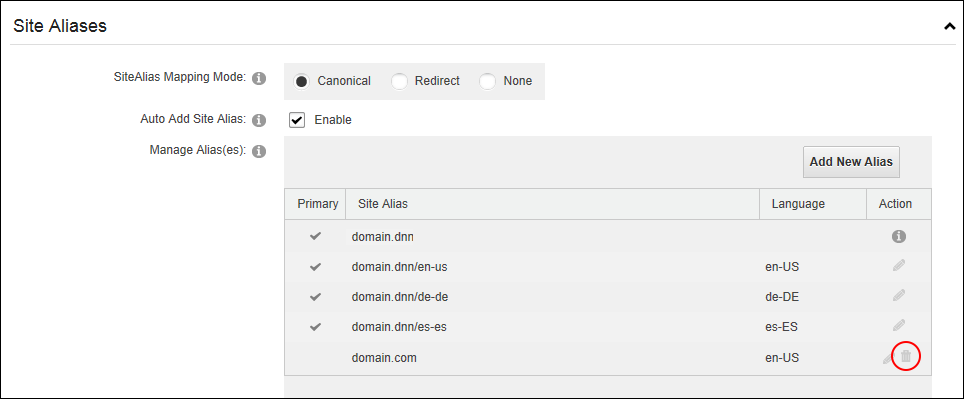 Site Aliases
SiteAlias Mapping Mode: Canonical Redirect None
Auto Add Site Alias: Enable
Manage Alias(es):
Add New Alias
Primary Site Alias Language Action
domain.dnn
domain.dnn/en-us en-US
domain.dnn/de-de de-DE
domain.dnn/es-es es-ES
domain.com en-US